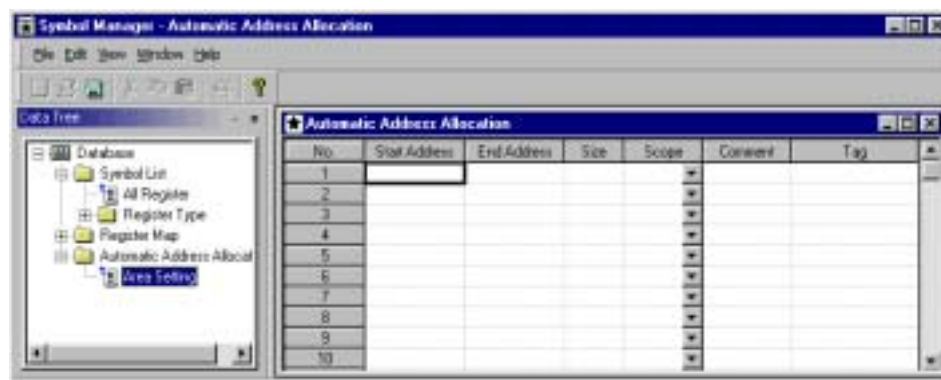 Symbol Manager - Automatic Address Allocation
File Edit View Window Help
Data Tree
Database
Symbol List
All Register
Register Type
Register Map
Automatic Address Allocat
Area Setting
Automatic Address Allocation
No. Start Address End Address Size Scope Comment Tag
1
2
3
4
5
6
7
8
9
10